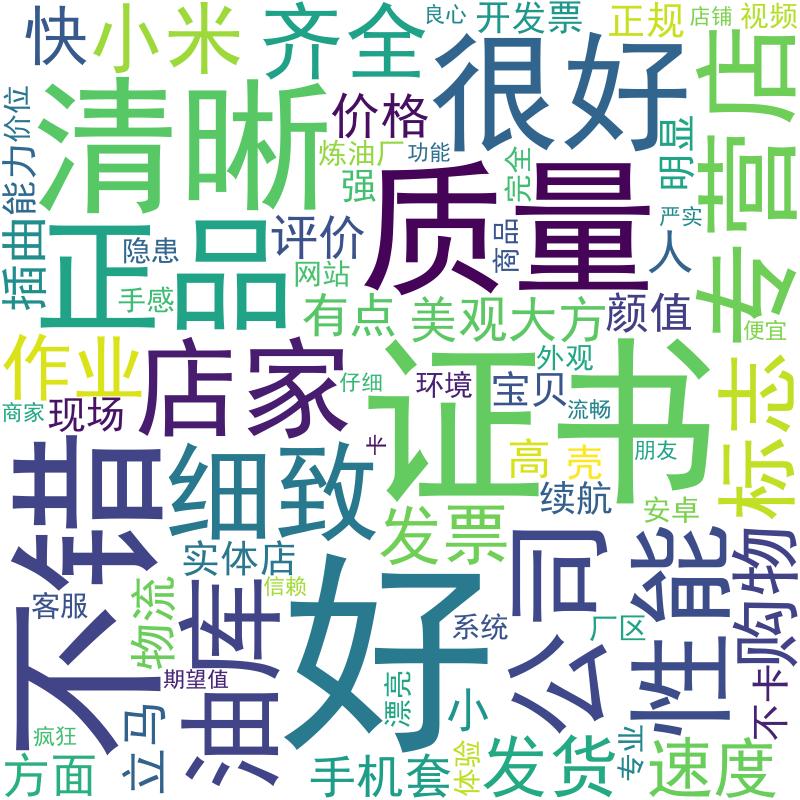 快
小米
齐全
很好
良心
开发票
正规
店铺
视频
专营店
清晰
价格
炼油厂
功能
强
完全
明显
价位
能力
插曲
正品
隐患
手感
评价
网站
质量
商品
严实
人
有点
美观大方
颜值
便宜
作业
店家
商家
现场
仔细
环境
宝贝
外观
流畅
证书
标志
不错
细致
卡
高
壳
朋友
续航
安卓
发票
实体店
信赖
客服
物流
油库
好
系统
公司
厂区
性能
购物
期望值
漂亮
小
不卡
疯狂
立马
方面
手机套
体验
发货
专业
速度